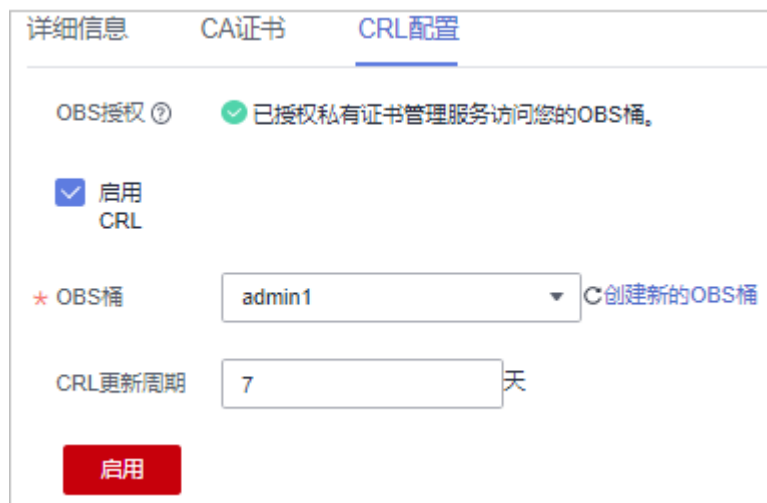 详细信息 CA证书 CRL配置
OBS授权 ? 已授权私有证书管理服务访问您的OBS桶。
启用
CRL
* OBS桶 admin1 创建新的OBS桶
CRL更新周期 7 天
启用